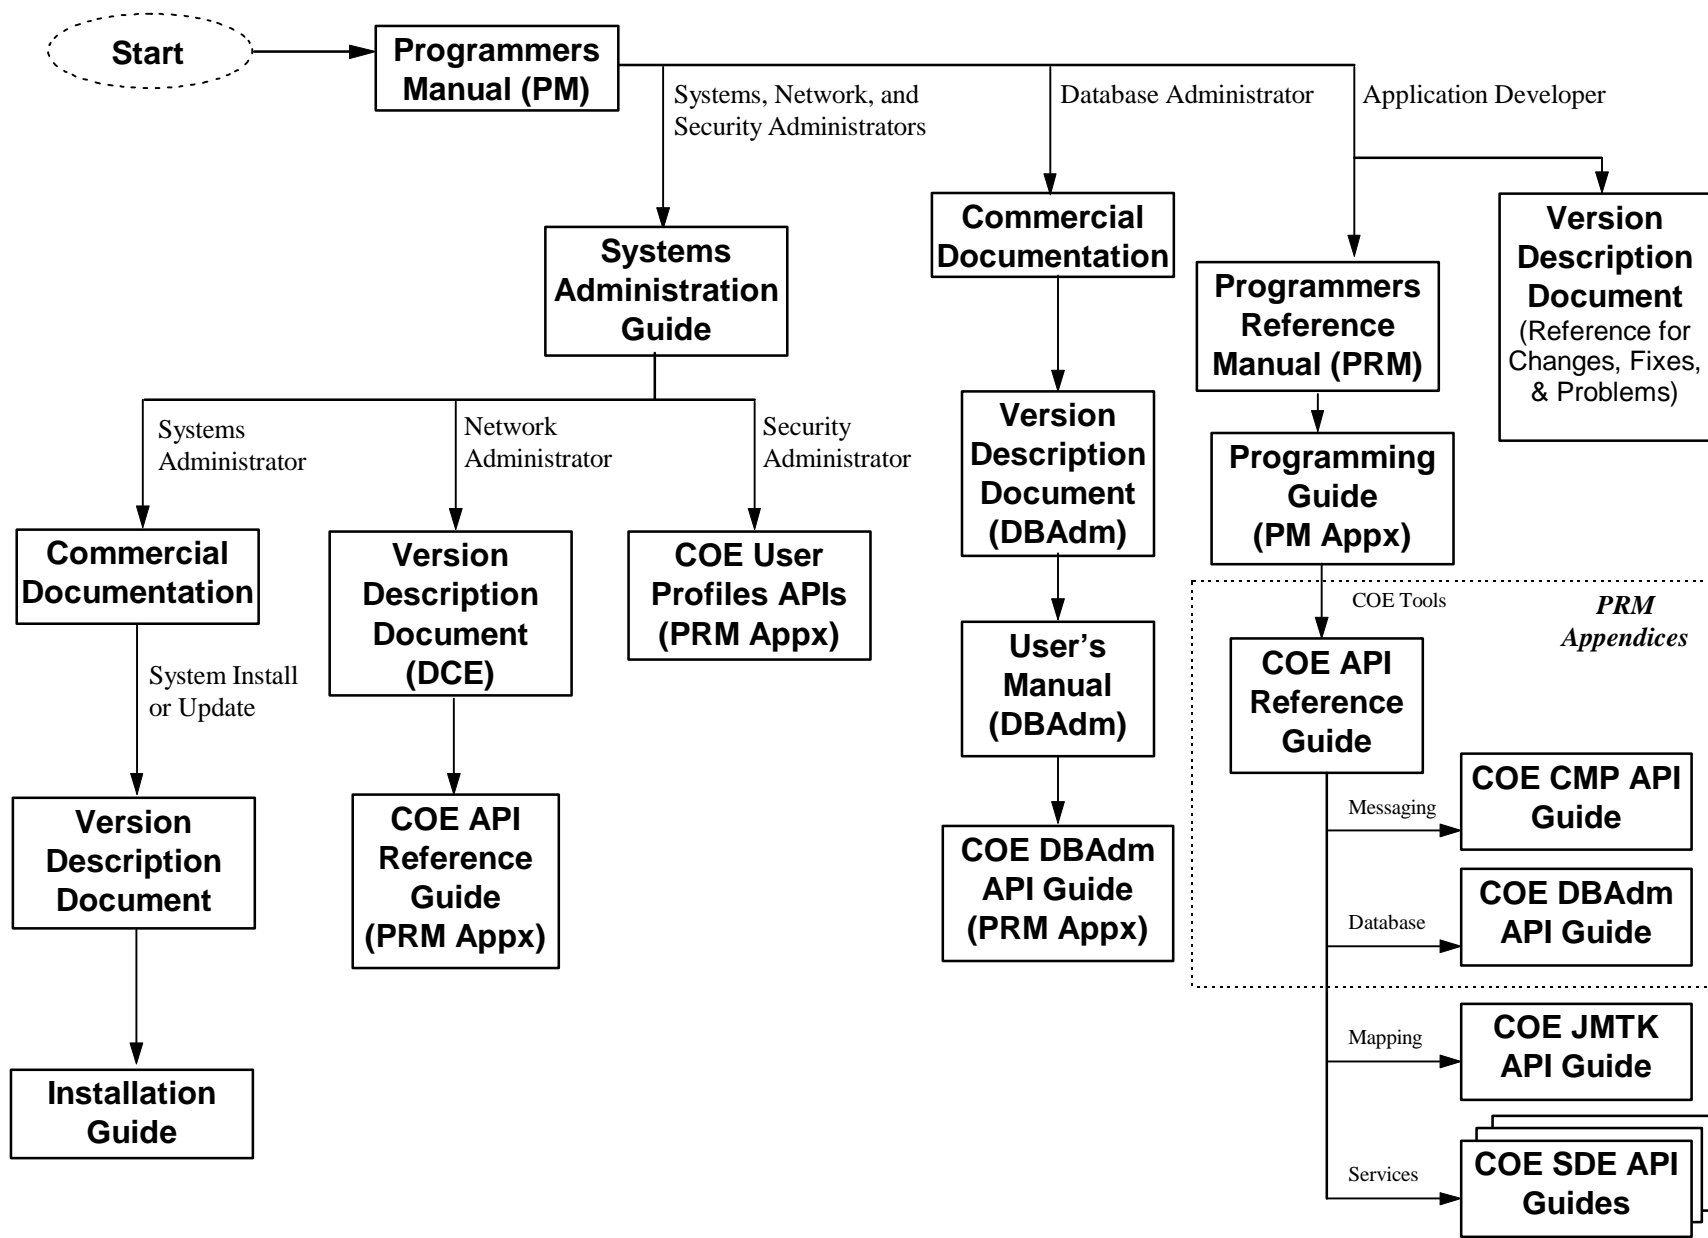 Start
Programmers
Manual (PM)
Systems, Network, and
Security Administrators
Database Administrator
Application Developer
Systems
Administration
Guide
Commercial
Documentation
Programmers
Reference
Manual (PRM)
Version
Description
Document
(Reference for
Changes, Fixes,
& Problems)
Systems
Administrator
Network
Administrator
Security
Administrator
Version
Description
Document
(DBAdm)
Programming
Guide
(PM Appx)
Commercial
Documentation
Version
Description
Document
(DCE)
COE User
Profiles APIs
(PRM Appx)
COE Tools
PRM
Appendices
System Install
or Update
User’s
Manual
(DBAdm)
COE API
Reference
Guide
Version
Description
Document
COE API
Reference
Guide
(PRM Appx)
COE DBAdm
API Guide
(PRM Appx)
Messaging
COE CMP API
Guide
Database
COE DBAdm
API Guide
Mapping
COE JMTK
API Guide
Installation
Guide
Services
COE SDE API
Guides